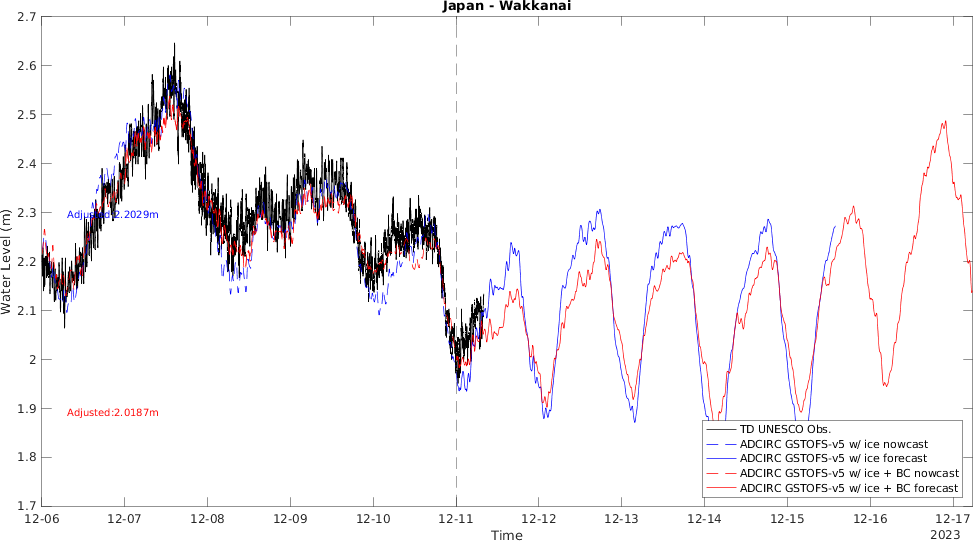 Japan - Wakkanai
Water Level (m)
2.7
2.6
2.5
2.4
2.3
2.2
2.1
2
1.9
1.8
1.7
Adjusted:2.2029m
Adjusted:2.0187m
TD UNESCO Obs.
ADCIRC GSTOFS-v5 w/ ice nowcast
ADCIRC GSTOFS-v5 w/ ice forecast
ADCIRC GSTOFS-v5 w/ ice + BC nowcast
ADCIRC GSTOFS-v5 w/ ice + BC forecast
12-06 12-07 12-08 12-09 12-10 12-11 12-12 12-13 12-14 12-15 12-16 12-17
Time
2023